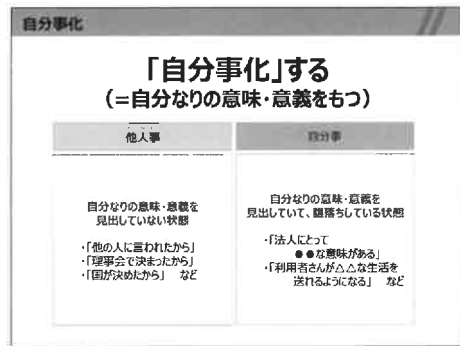 自分事化
「自分事化」する
(=自分なりの意味・意義をもつ)
他人事
自分事
自分なりの意味・意義を
見出していない状態
・「他の人に言われたから」
・「理事会で決まったから」
・「国が決めたから」 など
自分なりの意味・意義を
見出していて、腹落ちしている状態
・「法人にとって
●●な意味がある」
・「利用者さんが△△な生活を
送れるようになる」 など